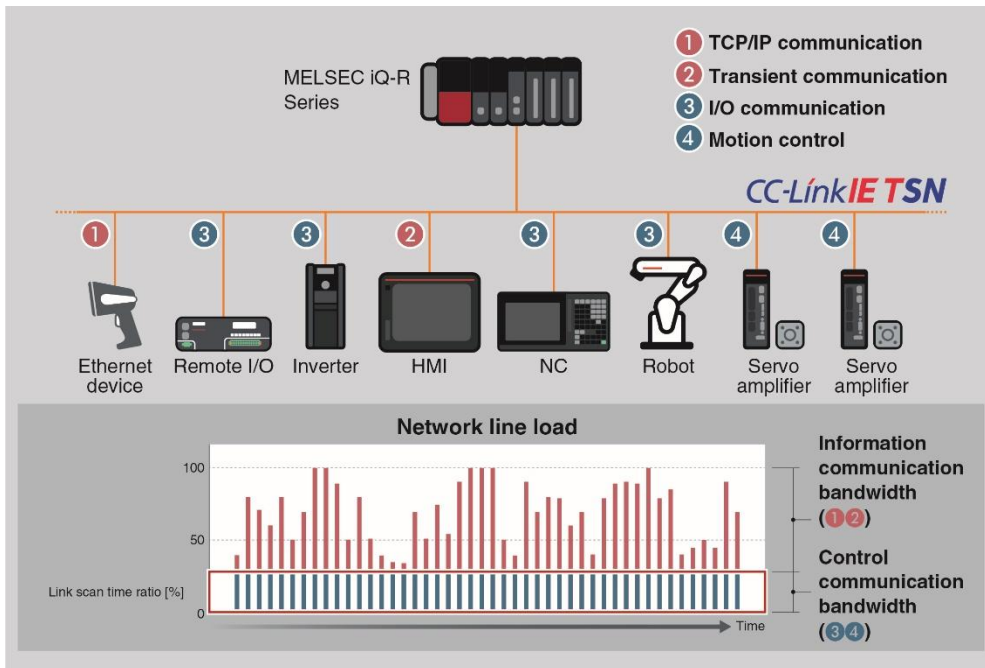 MELSEC iQ-R
Series
1 TCP/IP communication
2 Transient communication
3 I/O communication
4 Motion control
CC-Link IE TSN
1 3 3 2 3 3 4 4
Ethernet
device
Remote I/O
Inverter
HMI
NC
Robot
Servo
amplifier
Servo
amplifier
Network line load
100
50
0
Link scan time ratio [%]
Time
Information
communication
bandwidth
(12)
Control
communication
bandwidth
(34)